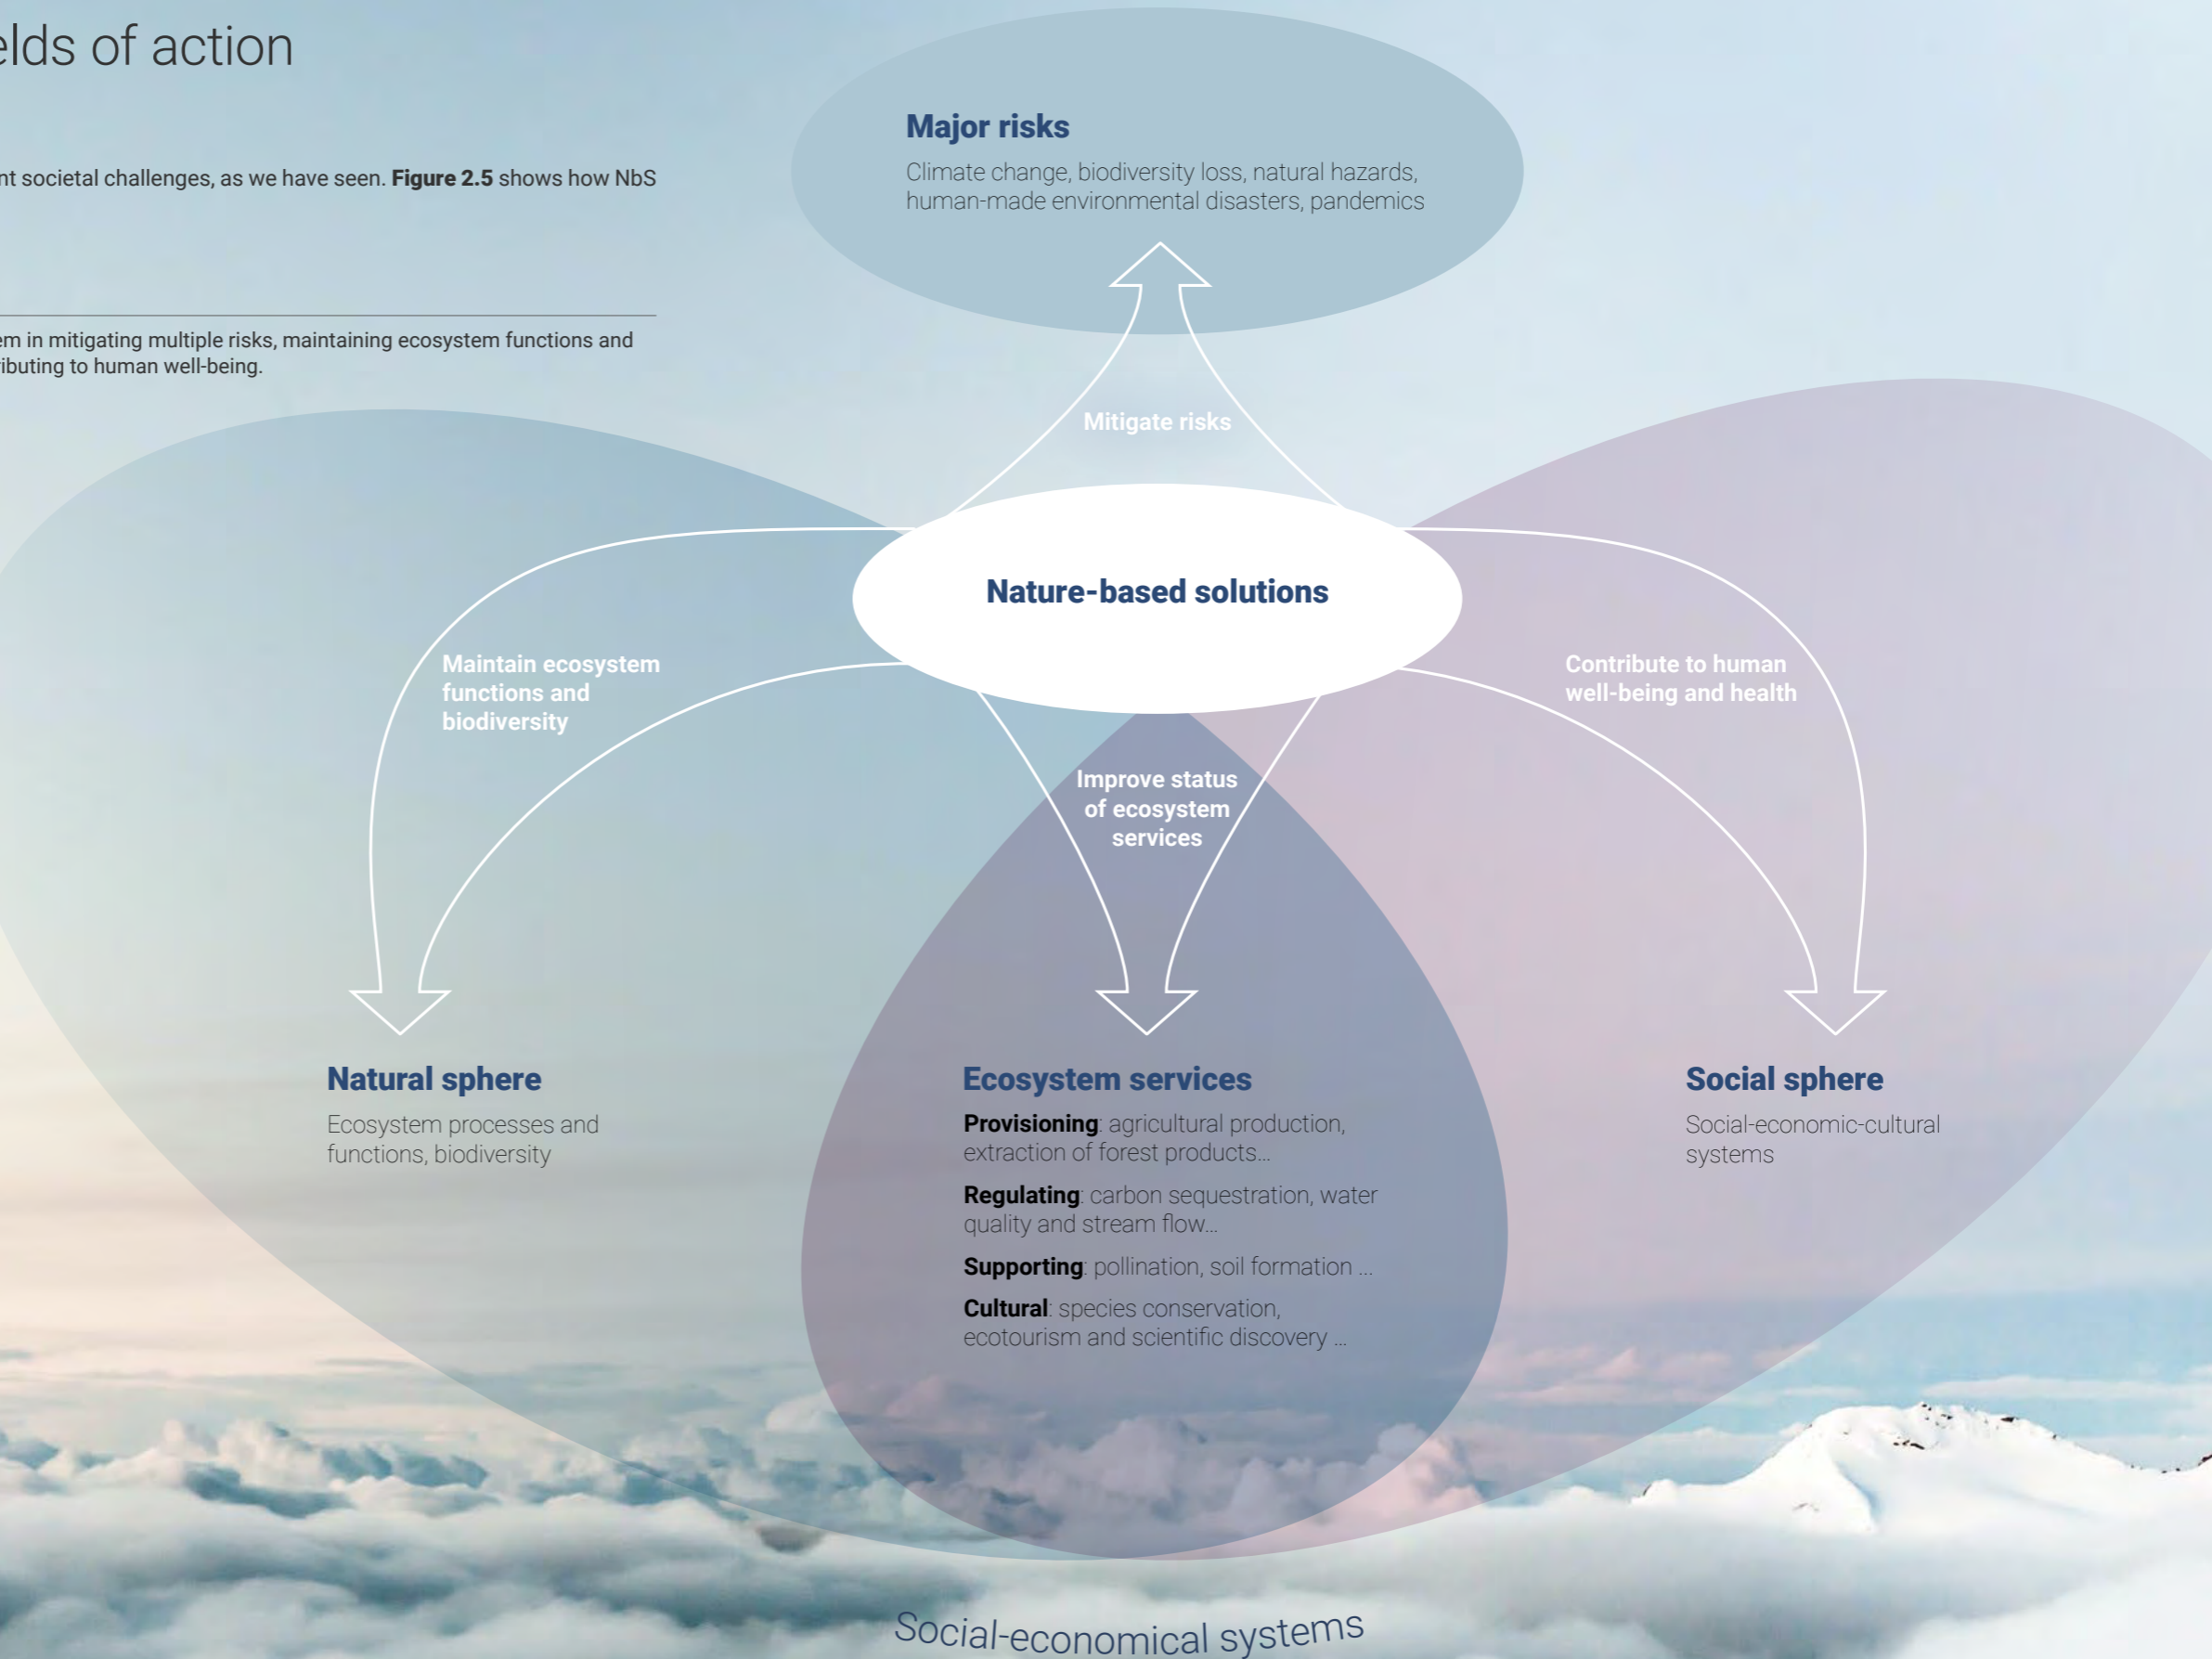 elds of action
nt societal challenges, as we have seen. Figure 2.5 shows how NbS
em in mitigating multiple risks, maintaining ecosystem functions and
ributing to human well-being.
Major risks
Climate change, biodiversity loss, natural hazards,
human-made environmental disasters, pandemics
Mitigate risks
Nature-based solutions
Maintain ecosystem
functions and
biodiversity
Improve status
of ecosystem
services
Contribute to human
well-being and health
Natural sphere
Ecosystem processes and
functions, biodiversity
Ecosystem services
Provisioning: agricultural production,
extraction of forest products...
Regulating: carbon sequestration, water
quality and stream flow...
Supporting: pollination, soil formation ...
Cultural: species conservation,
ecotourism and scientific discovery ...
Social sphere
Social-economic-cultural
systems
Social-economical systems